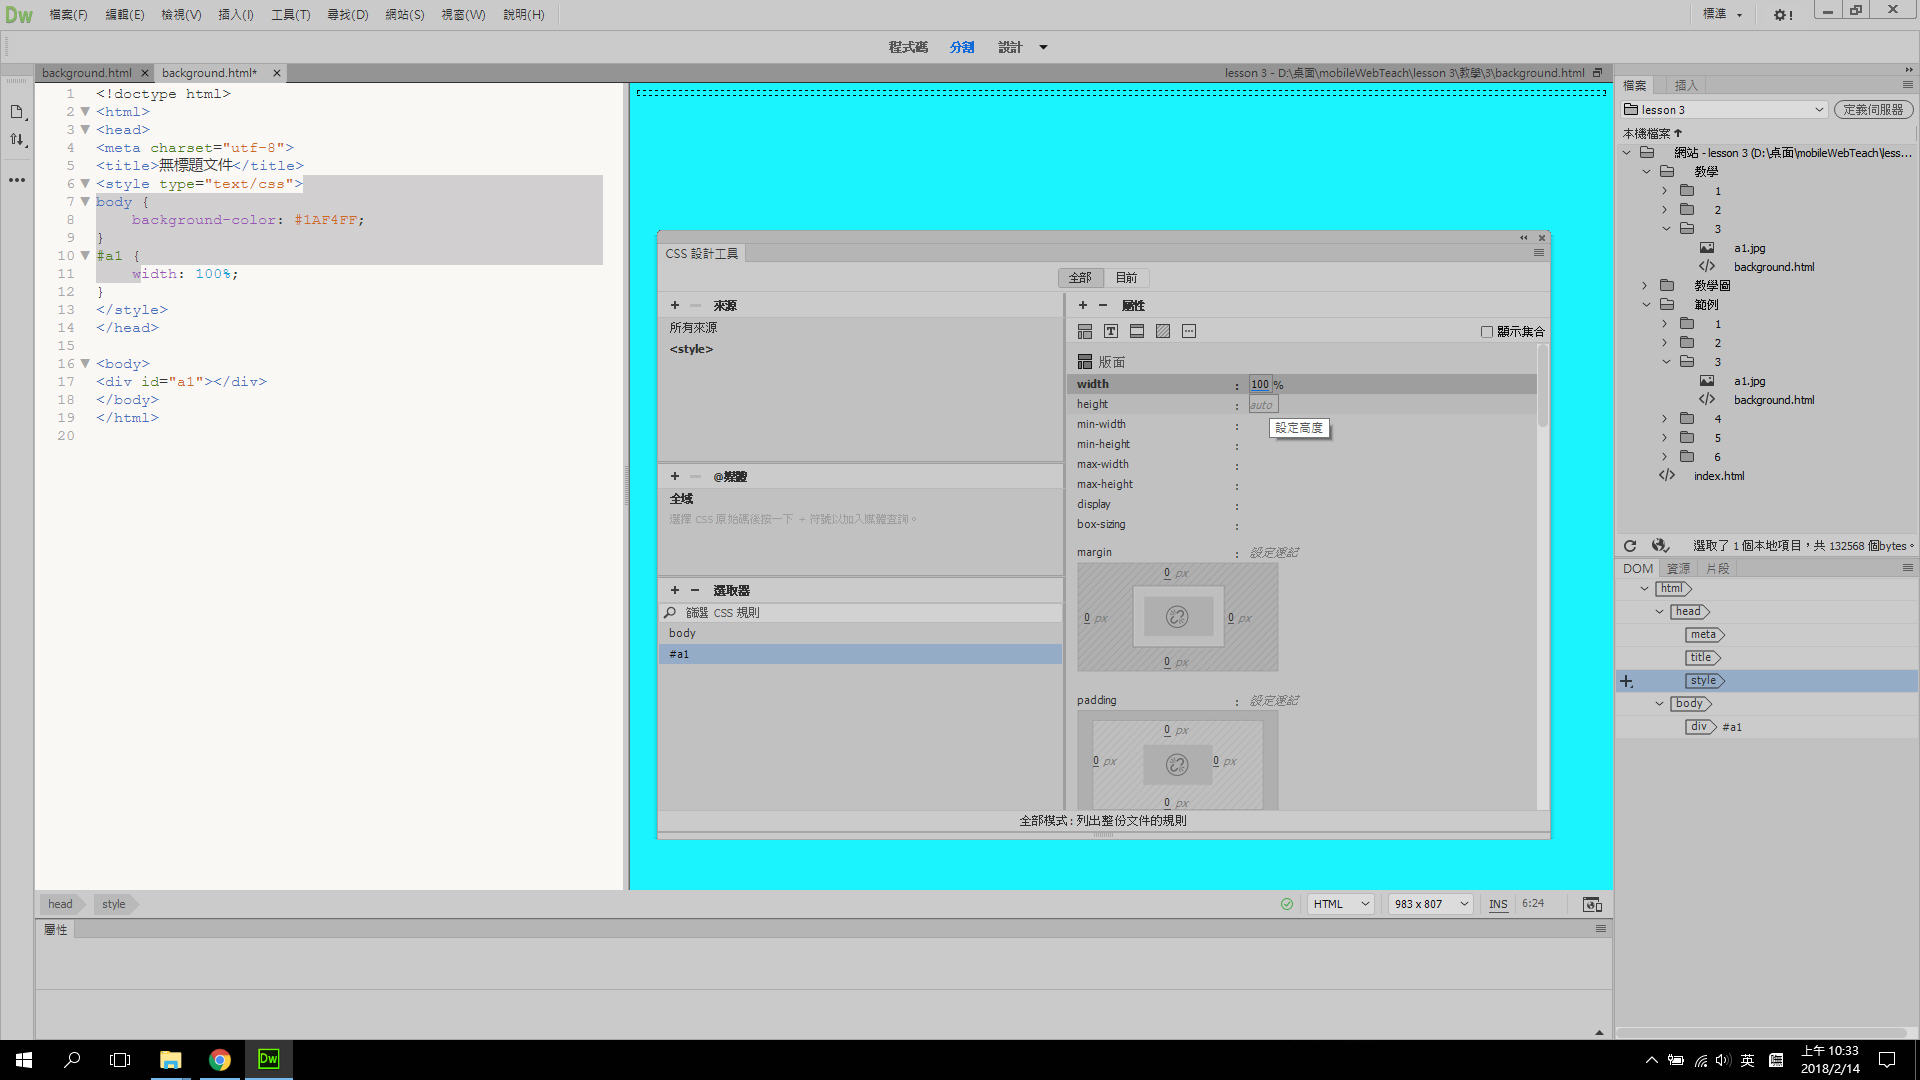 Dw 檔案(F) 編輯(E) 檢視(V) 插入(I) 工具(T) 尋找(D) 網站(S) 視窗(W) 說明(H) 標準
程式碼 分割 設計
background.html × background.html* × lesson 3 - D:\桌面\mobileWebTeach\lesson 3\教學\3\background.html
1 <!doctype html>
2 <html>
3 <head>
4 <meta charset="utf-8">
5 <title>無標題文件</title>
6 <style type="text/css">
7 body {
8 background-color: #1AF4FF;
9 }
10 #a1 {
11 width: 100%;
12 }
13 </style>
14 </head>
15
16 <body>
17 <div id="a1"></div>
18 </body>
19 </html>
20
CSS 設計工具
全部 目前
+ − 來源
所有來源
<style>
+ − @媒體
全域
選擇 CSS 原始碼後按一下 + 符號以加入媒體查詢。
+ − 選取器
篩選 CSS 規則
body
#a1
+ − 屬性
T 顯示集合
版面
width : 100 %
height : auto
設定高度
min-width :
min-height :
max-width :
max-height :
display :
box-sizing :
margin : 設定速記
0 px
0 px 0 px
0 px
padding : 設定速記
0 px
0 px 0 px
0 px
全部模式 : 列出整份文件的規則
head style HTML 983 x 807 INS 6:24
屬性
檔案 插入
lesson 3 定義伺服器
本機檔案
網站 - lesson 3 (D:\桌面\mobileWebTeach\less...
教學
1
2
3
a1.jpg
background.html
教學圖
範例
1
2
3
a1.jpg
background.html
4
5
6
index.html
選取了 1 個本地項目，共 132568 個bytes。
DOM 資源 片段
html
head
meta
title
style
body
div #a1
Dw 英 上午 10:33
2018/2/14